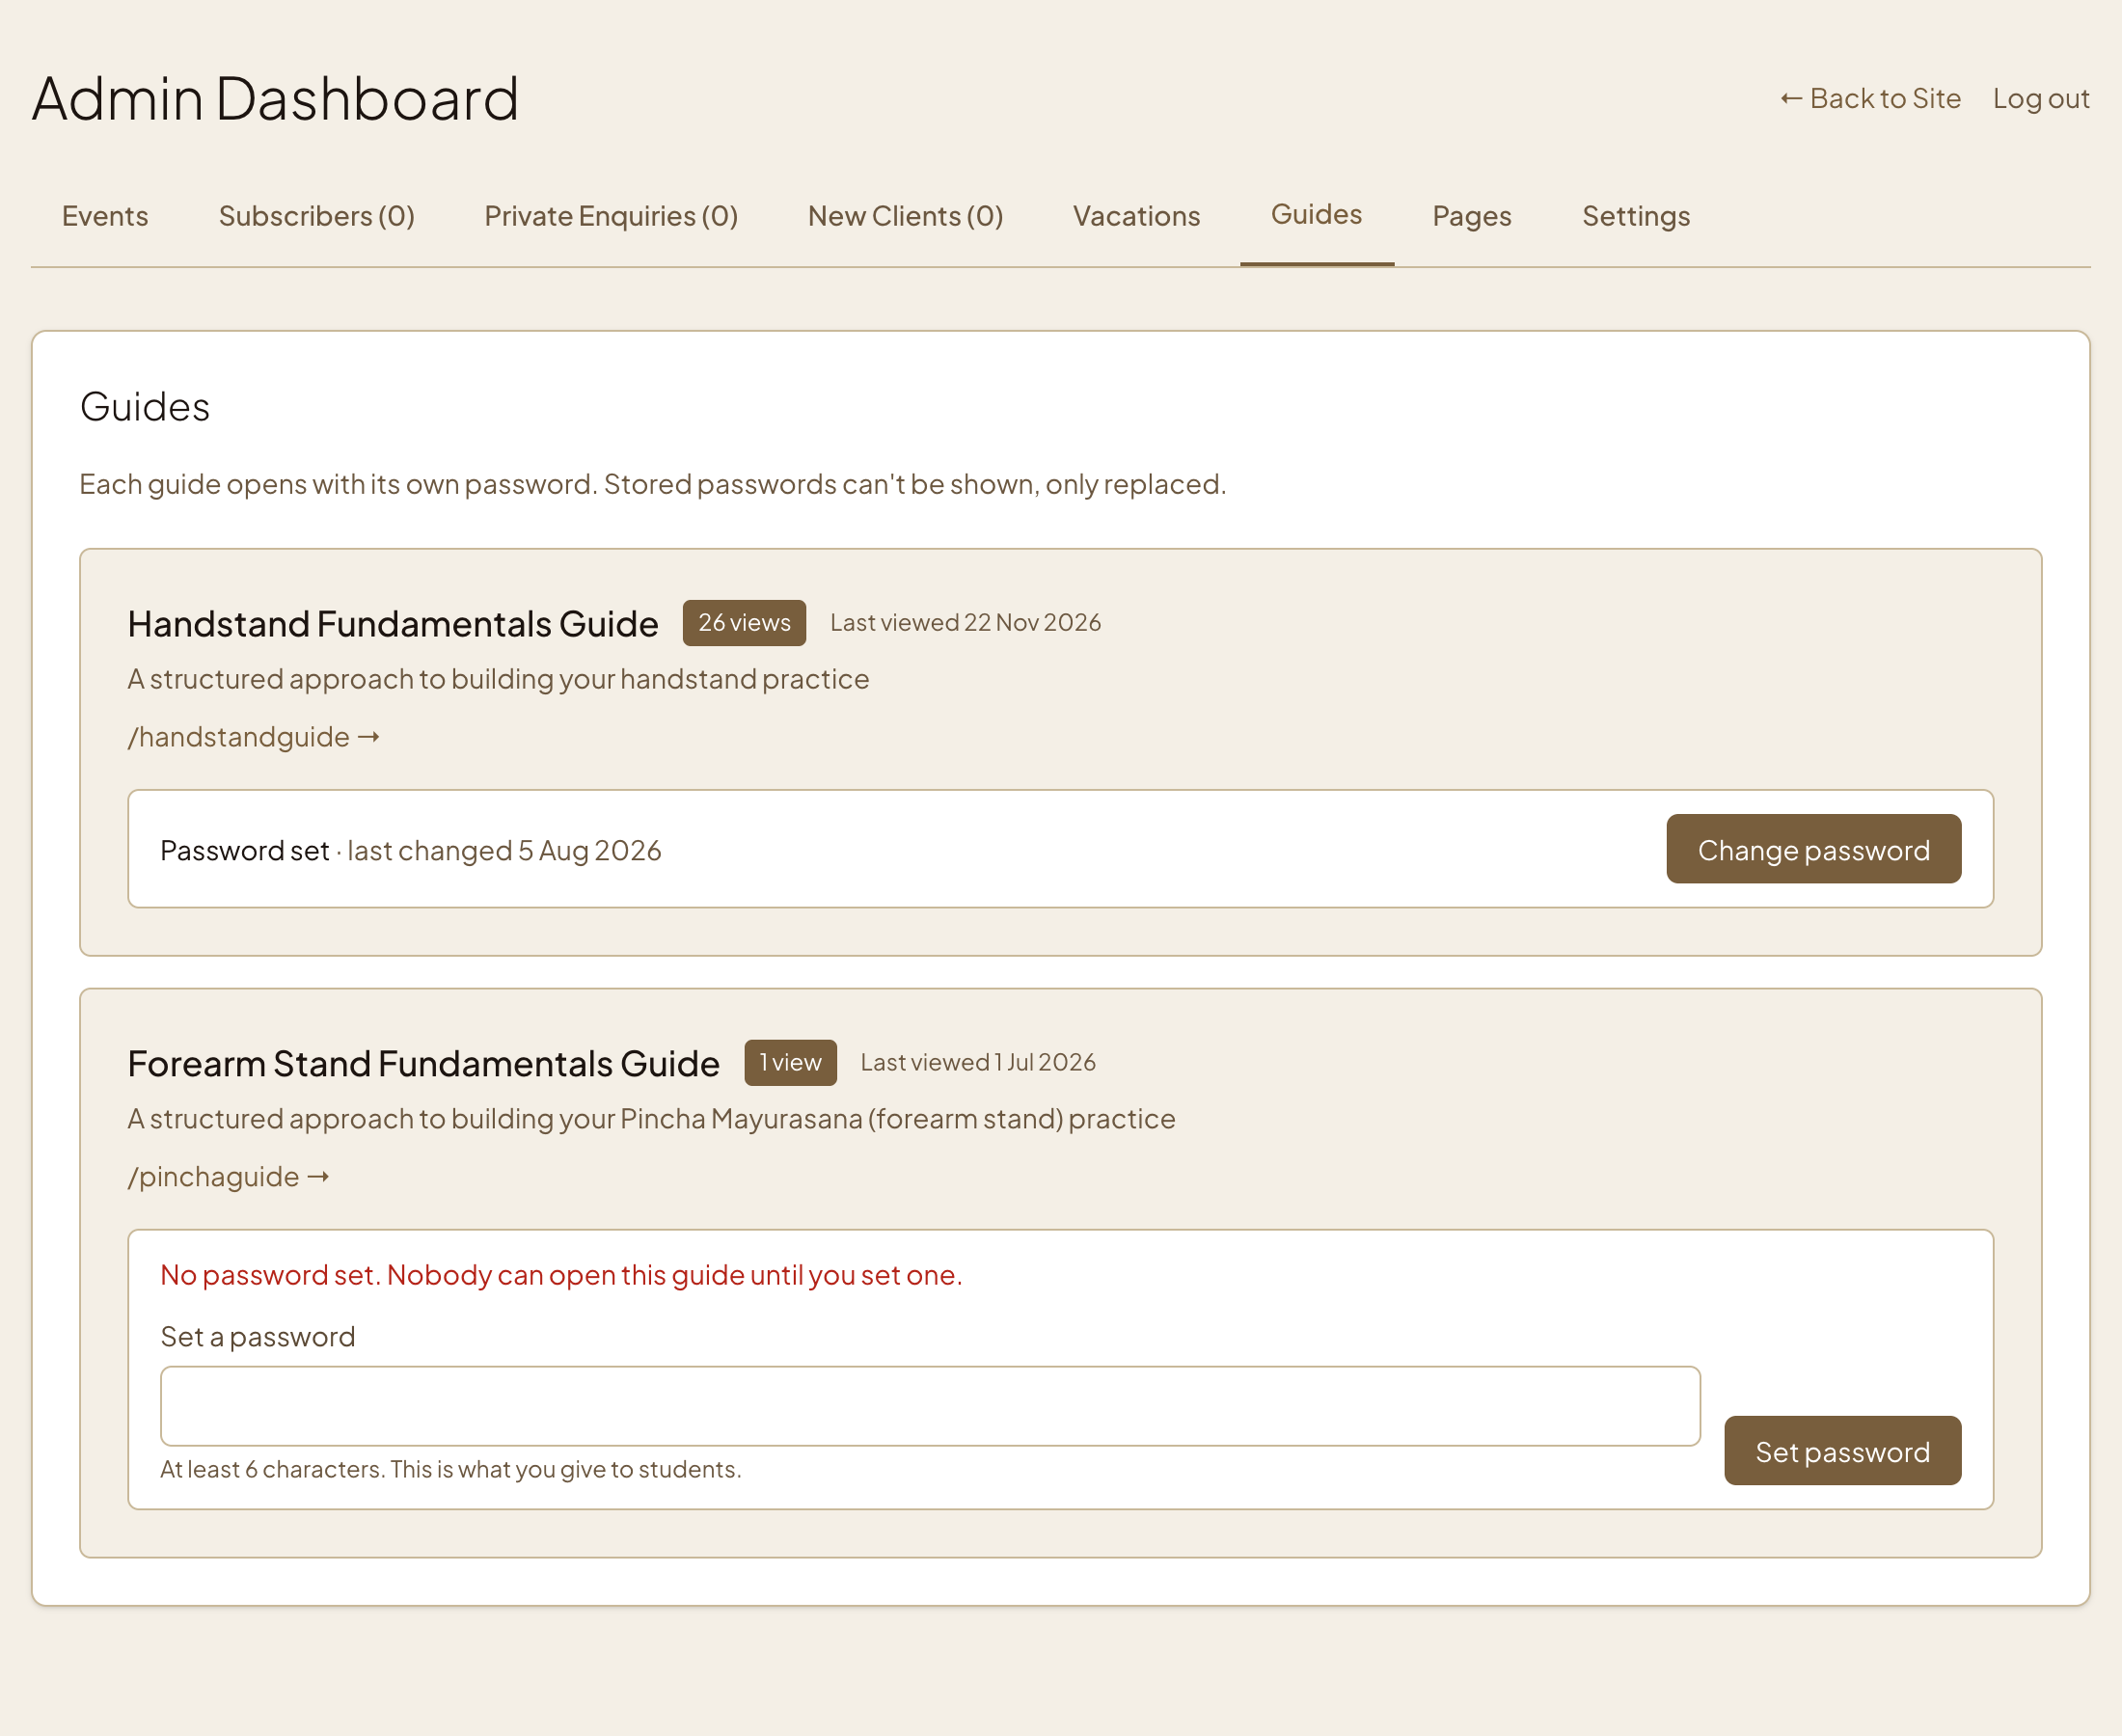 Admin Dashboard
← Back to Site Log out
Events Subscribers (0) Private Enquiries (0) New Clients (0) Vacations Guides Pages Settings
Guides
Each guide opens with its own password. Stored passwords can't be shown, only replaced.
Handstand Fundamentals Guide 26 views Last viewed 22 Nov 2026
A structured approach to building your handstand practice
/handstandguide →
Password set · last changed 5 Aug 2026 Change password
Forearm Stand Fundamentals Guide 1 view Last viewed 1 Jul 2026
A structured approach to building your Pincha Mayurasana (forearm stand) practice
/pinchaguide →
No password set. Nobody can open this guide until you set one.
Set a password
Set password
At least 6 characters. This is what you give to students.